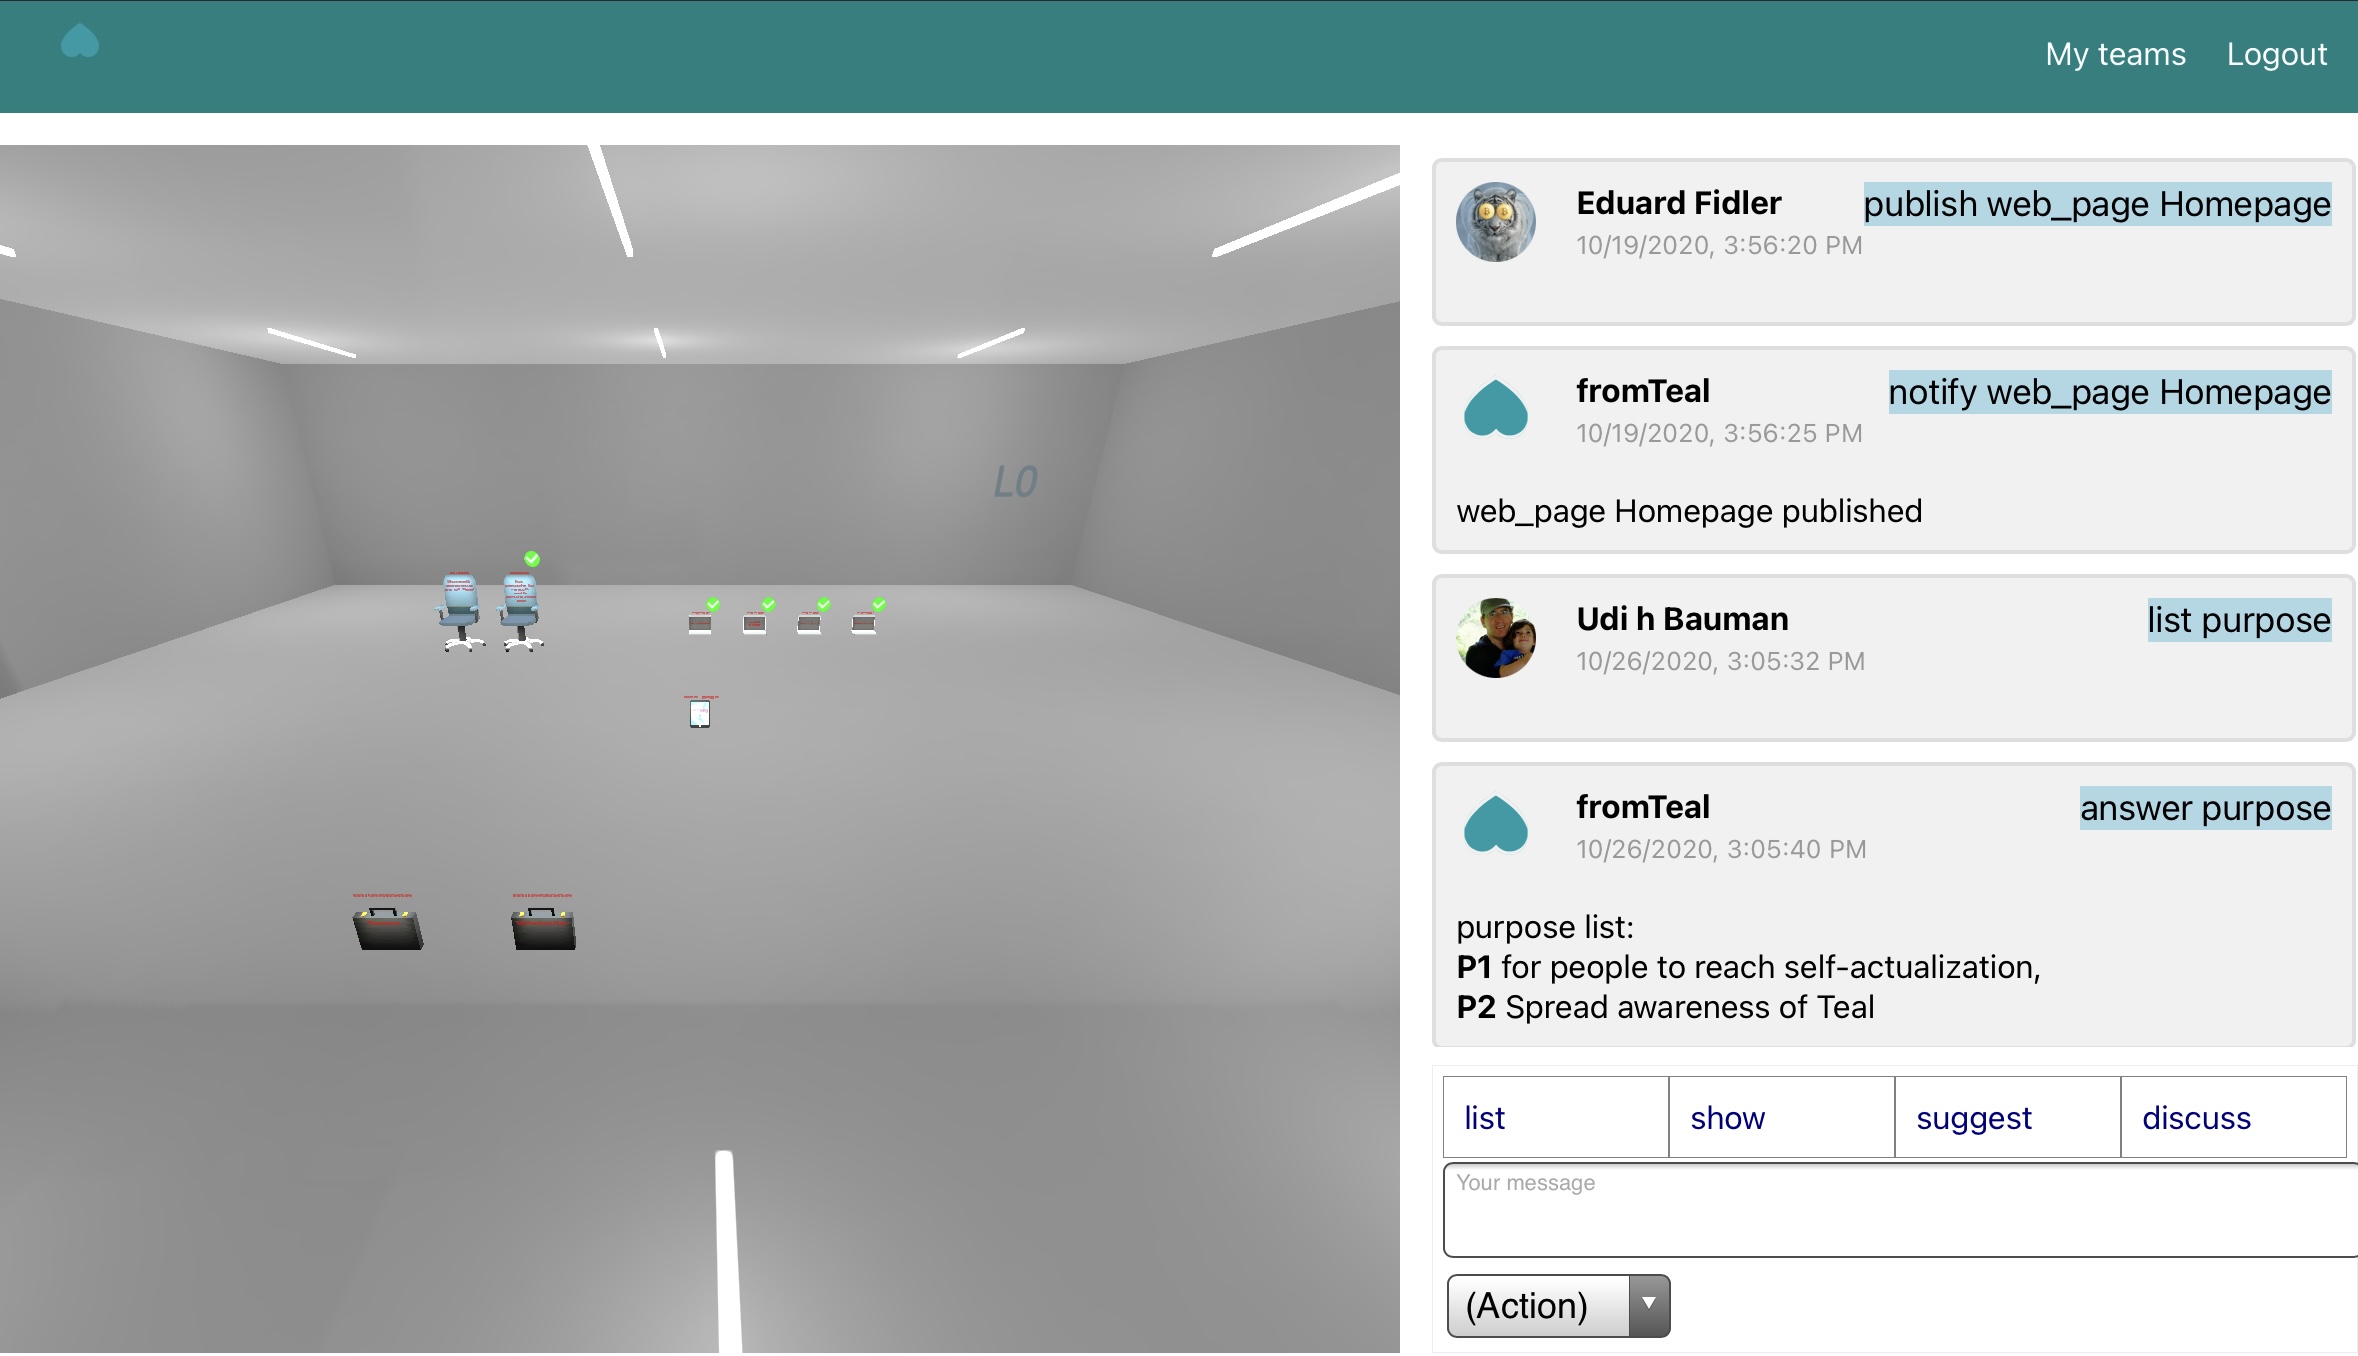 My teams
Logout
L0
Eduard Fidler
publish web_page Homepage
10/19/2020, 3:56:20 PM
fromTeal
notify web_page Homepage
10/19/2020, 3:56:25 PM
web_page Homepage published
Udi h Bauman
list purpose
10/26/2020, 3:05:32 PM
fromTeal
answer purpose
10/26/2020, 3:05:40 PM
purpose list:
P1 for people to reach self-actualization,
P2 Spread awareness of Teal
list
show
suggest
discuss
Your message
(Action)